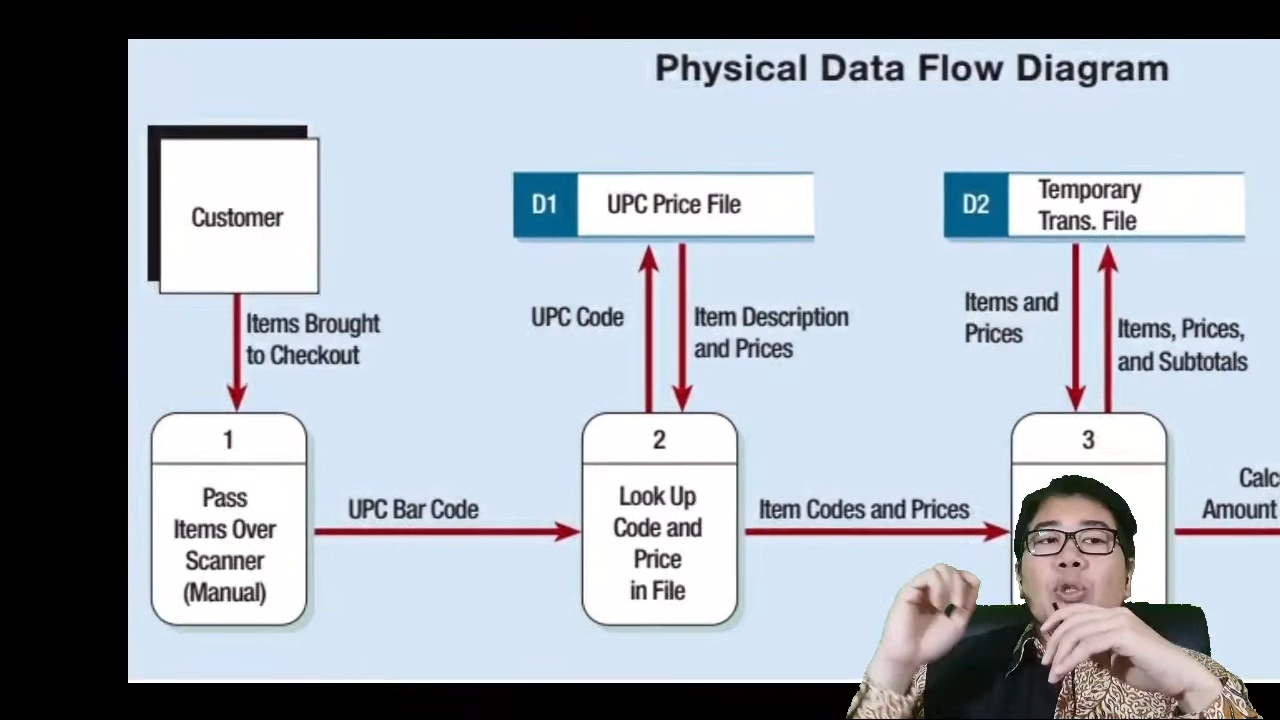 Physical Data Flow Diagram
Customer
D1
UPC Price File
D2
Temporary
Trans. File
Items Brought
to Checkout
UPC Code
Item Description
and Prices
Items and
Prices
Items, Prices,
and Subtotals
1
Pass
Items Over
Scanner
(Manual)
UPC Bar Code
2
Look Up
Code and
Price
in File
Item Codes and Prices
3
Amount